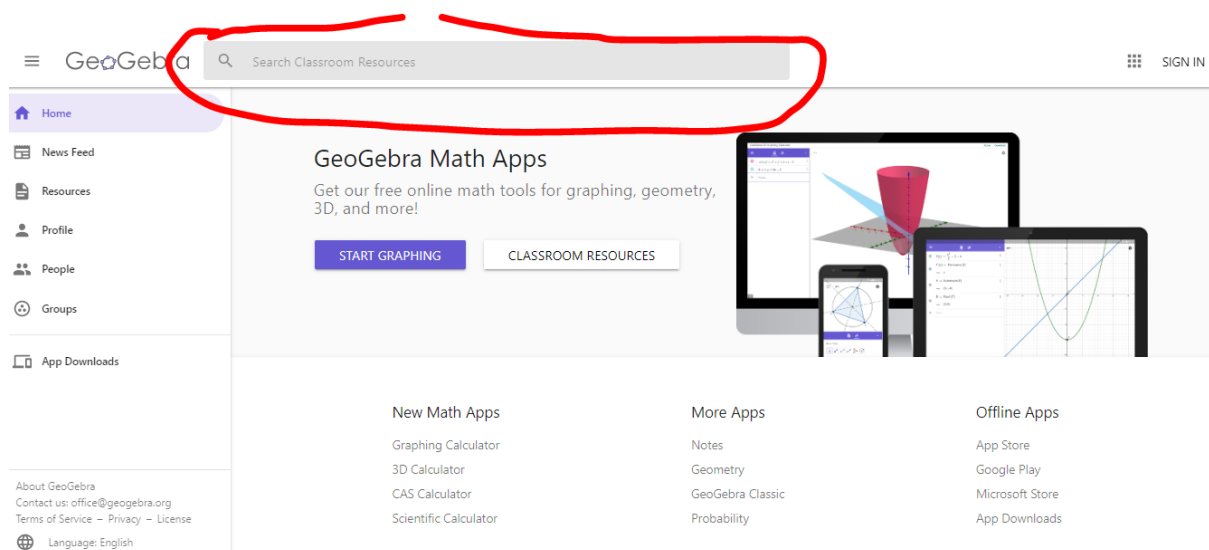 GeoGebra
Search Classroom Resources
SIGN IN
Home
News Feed
Resources
Profile
People
Groups
App Downloads
About GeoGebra
Contact us: office@geogebra.org
Terms of Service – Privacy – License
Language: English
GeoGebra Math Apps
Get our free online math tools for graphing, geometry,
3D, and more!
START GRAPHING
CLASSROOM RESOURCES
New Math Apps
Graphing Calculator
3D Calculator
CAS Calculator
Scientific Calculator
More Apps
Notes
Geometry
GeoGebra Classic
Probability
Offline Apps
App Store
Google Play
Microsoft Store
App Downloads